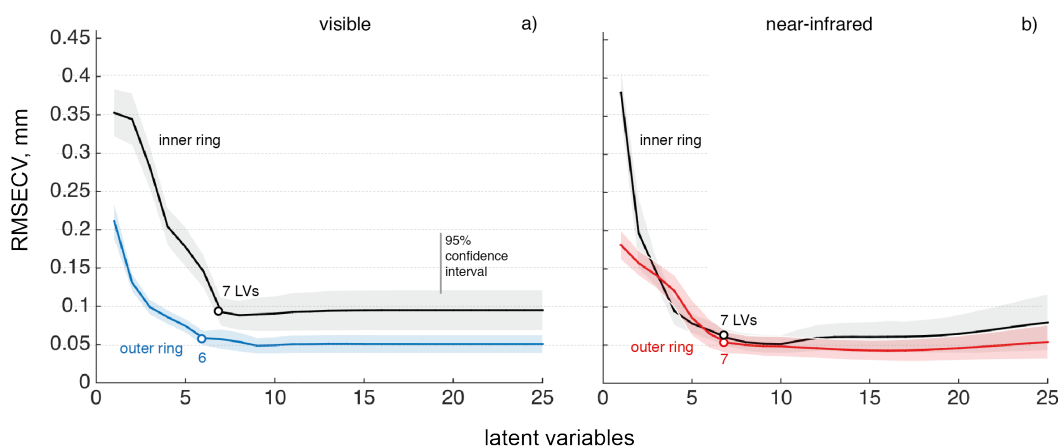 visible
a)
near-infrared
b)
RMSECV, mm
0.45
0.4
0.35
0.3
0.25
0.2
0.15
0.1
0.05
0
inner ring
95%
confidence
interval
7 LVs
outer ring
6
0
5
10
15
20
25
inner ring
7 LVs
outer ring
7
0
5
10
15
20
25
latent variables